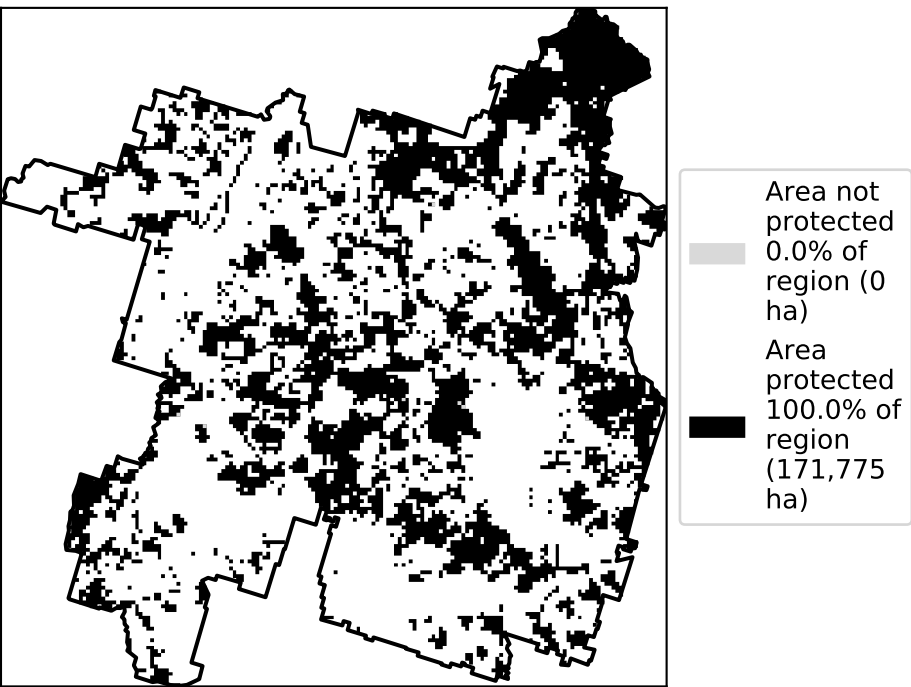 Area not
protected
0.0% of
region (0
ha)
Area
protected
100.0% of
region
(171,775
ha)